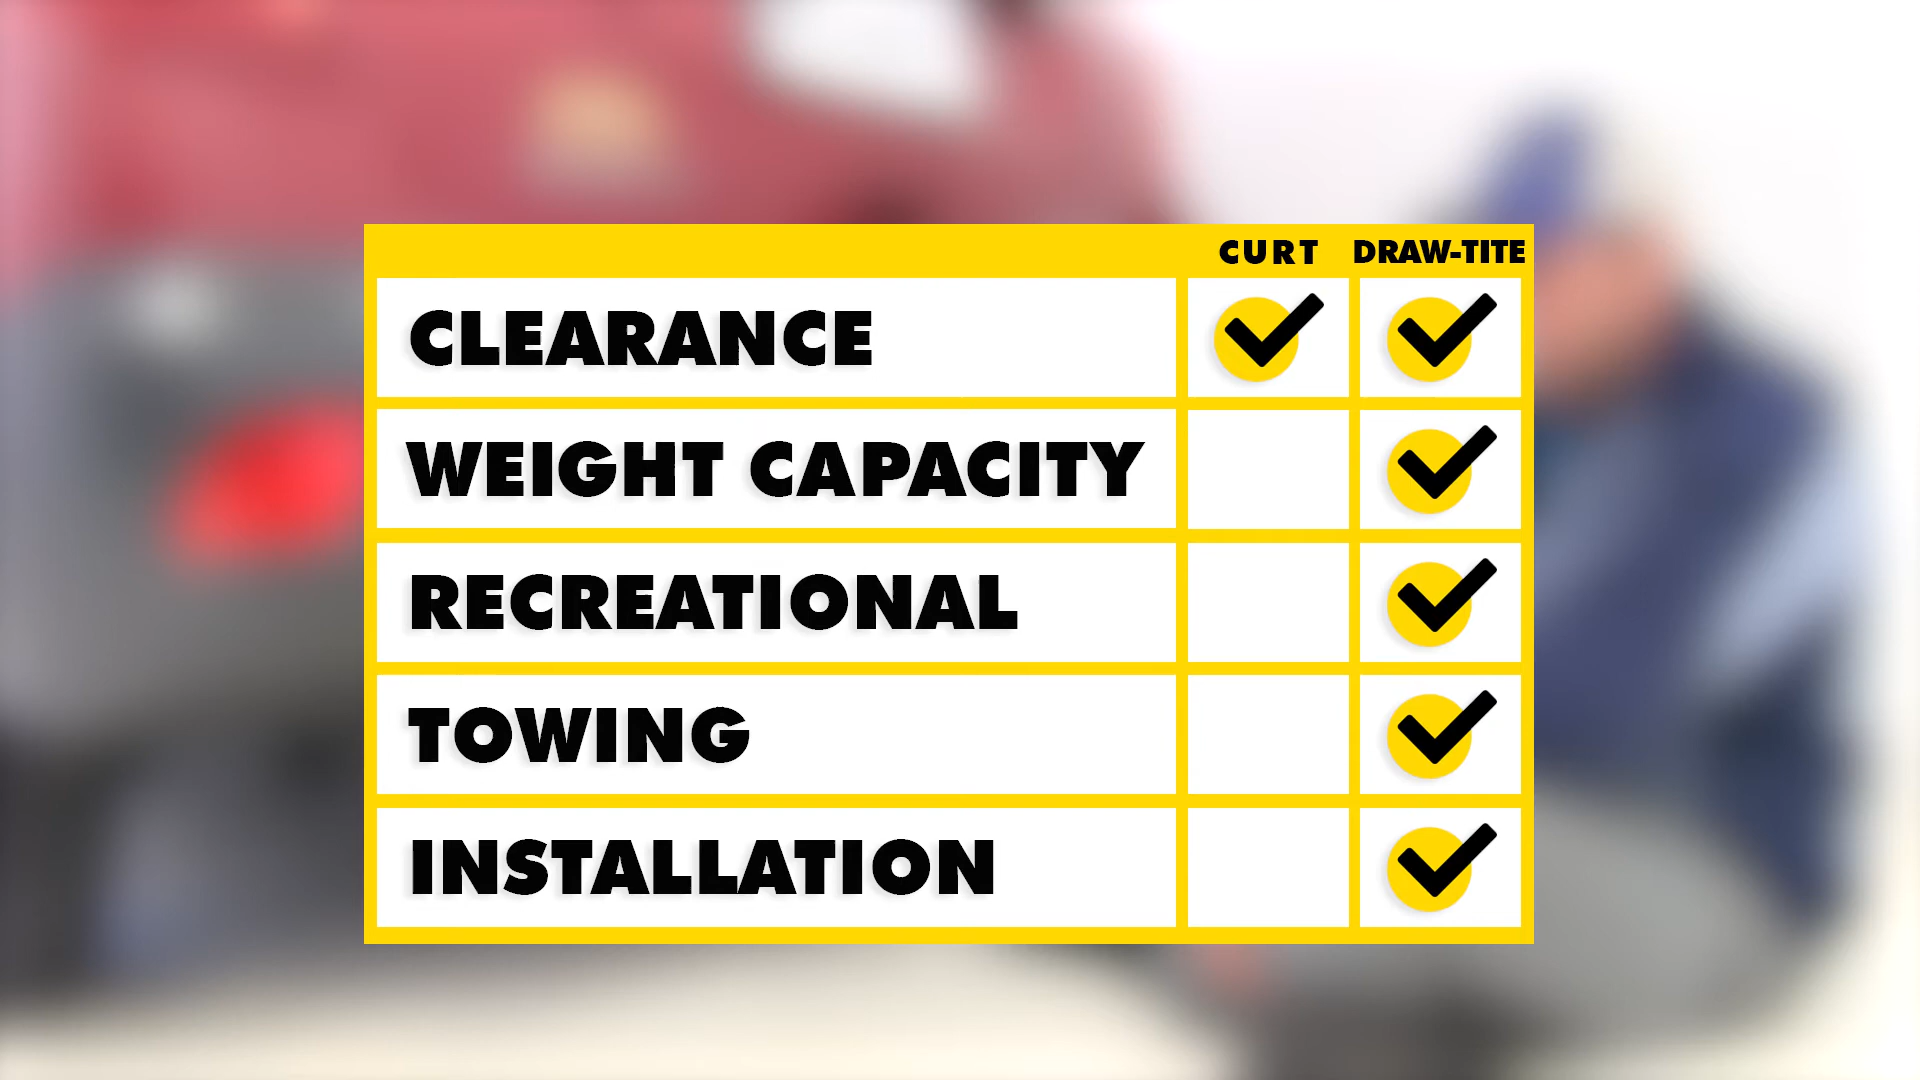 CURT DRAW-TITE
CLEARANCE
WEIGHT CAPACITY
RECREATIONAL
TOWING
INSTALLATION